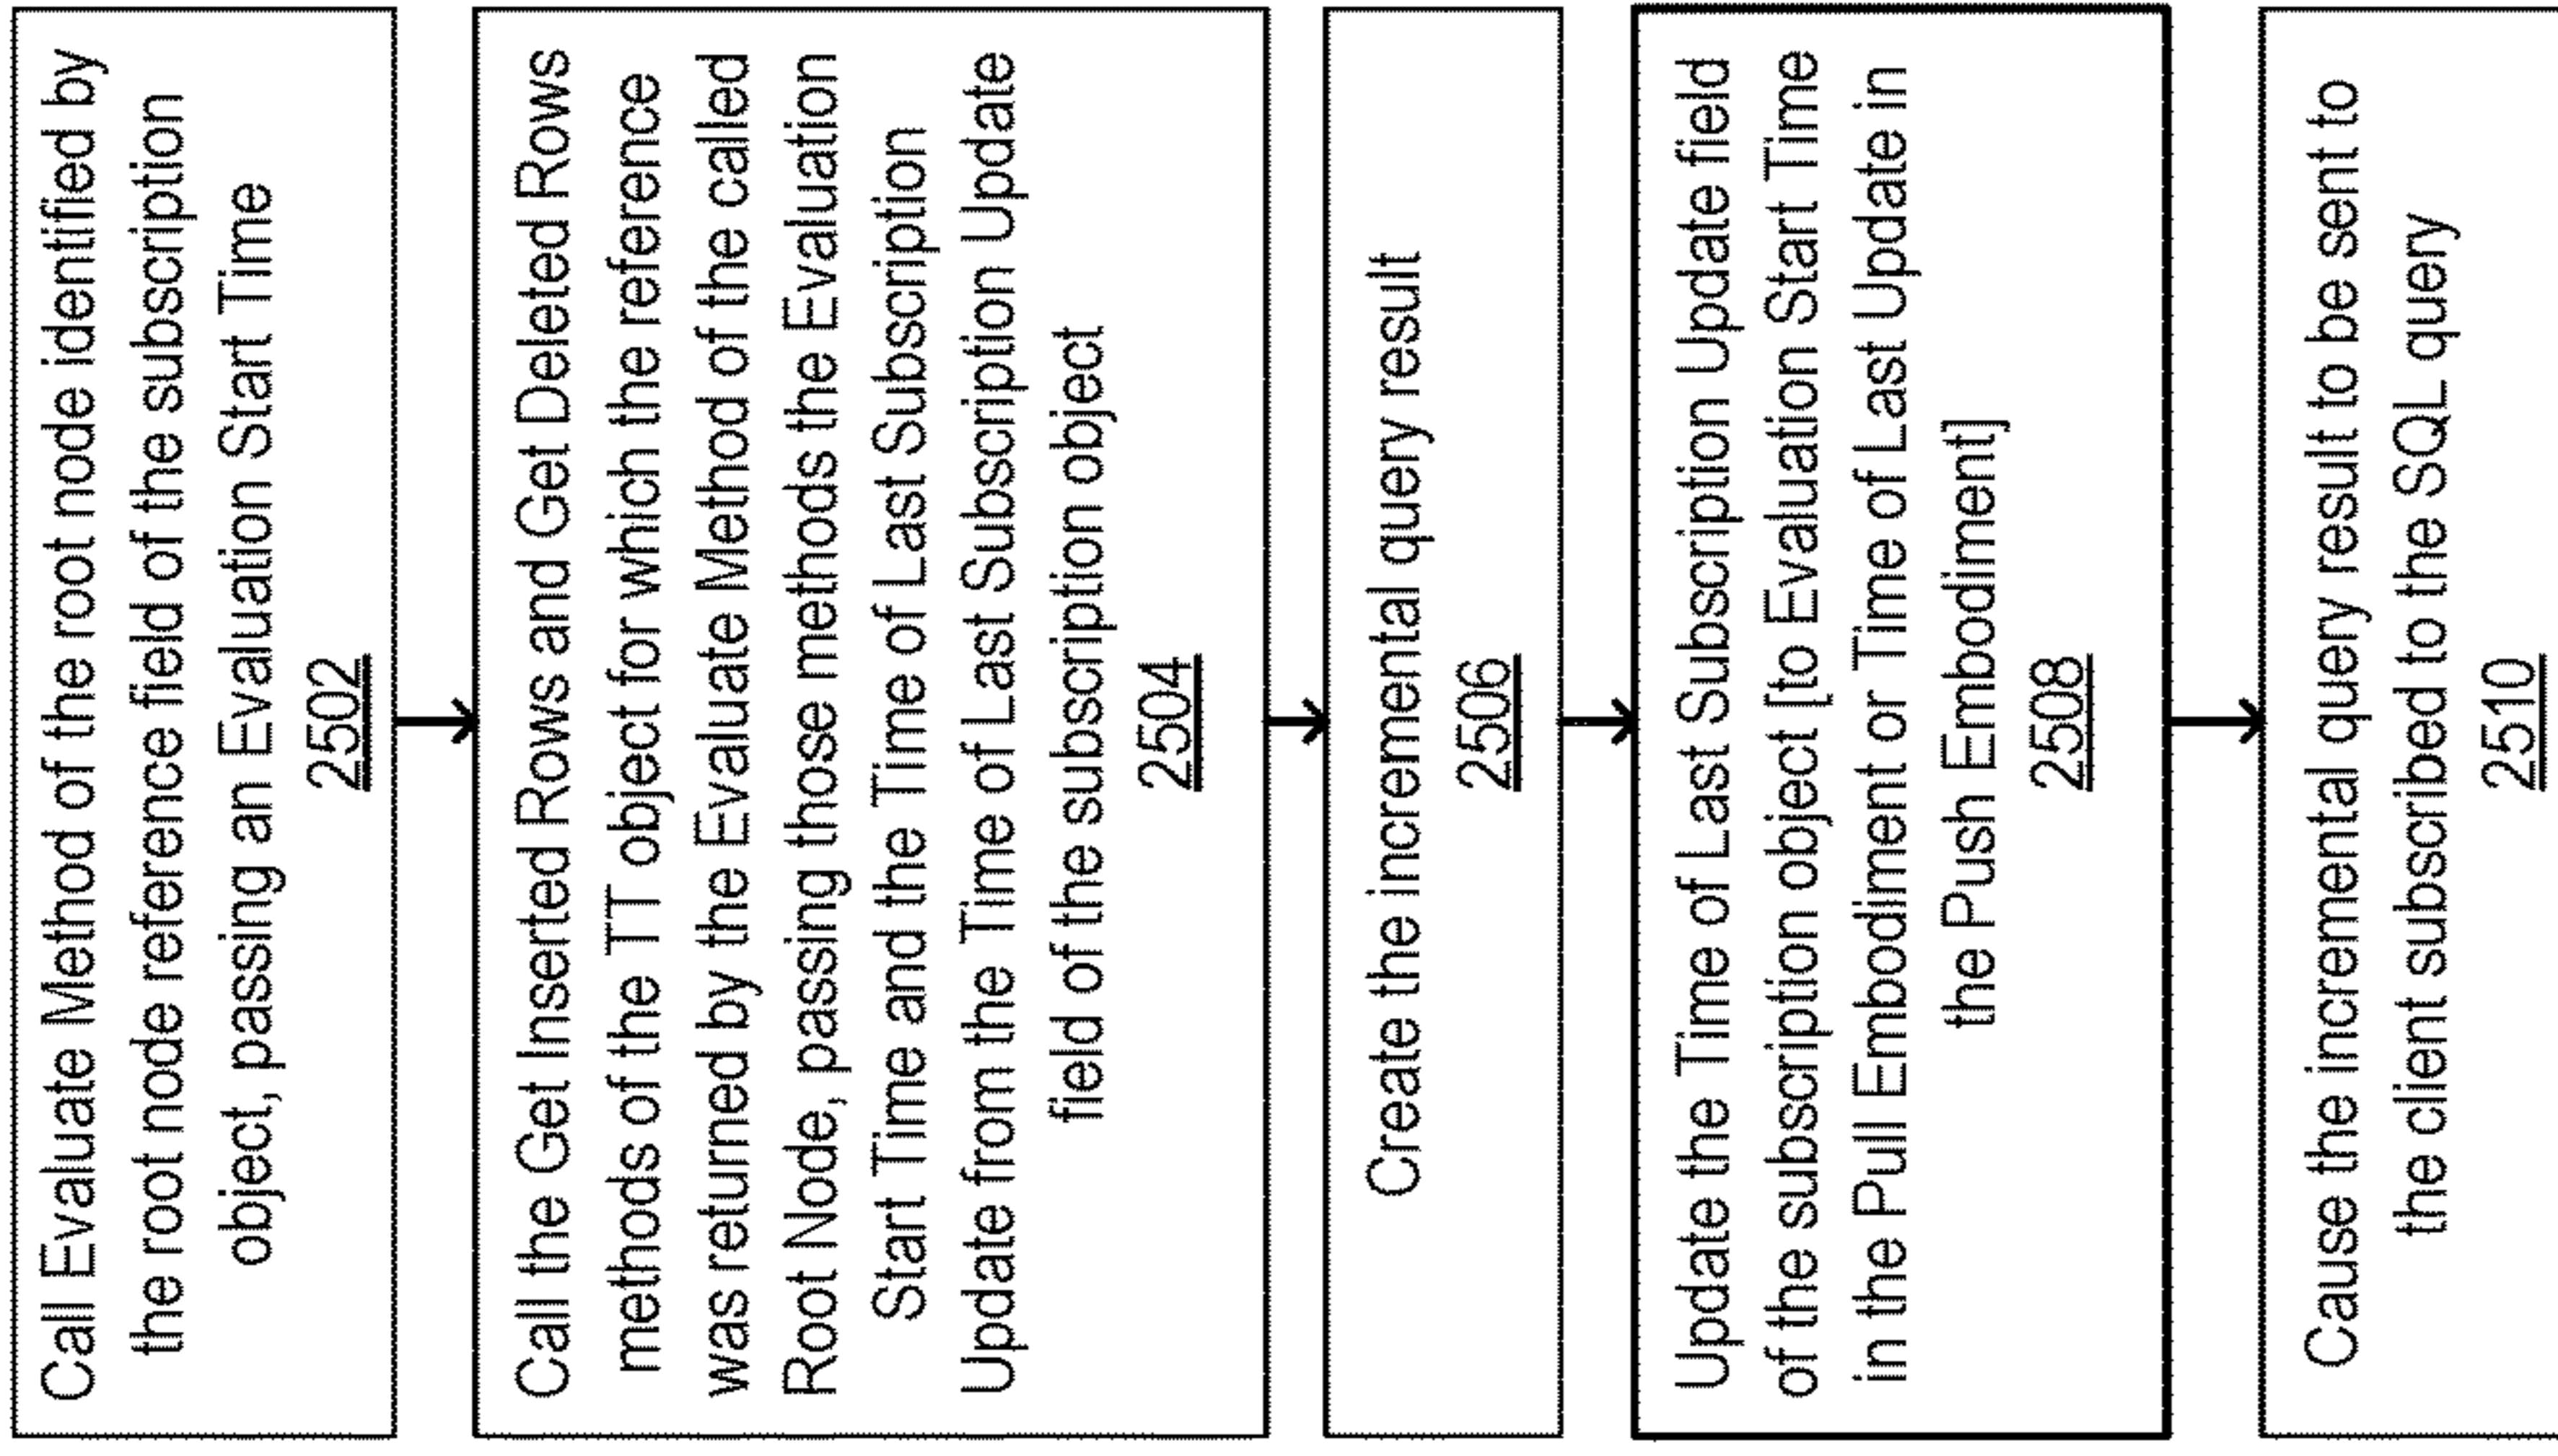 Call Evaluate Method of the root node identified by
the root node reference field of the subscription
object, passing an Evaluation Start Time
2502
Call the Get Inserted Rows and Get Deleted Rows
methods of the TT object for which the reference
was returned by the Evaluate Method of the called
Root Node, passing those methods the Evaluation
Start Time and the Time of Last Subscription
Update from the Time of Last Subscription Update
field of the subscription object
2504
Create the incremental query result
2506
Update the Time of Last Subscription Update field
of the subscription object [to Evaluation Start Time
in the Pull Embodiment or Time of Last Update in
the Push Embodiment]
2508
Cause the incremental query result to be sent to
the client subscribed to the SQL query
2510